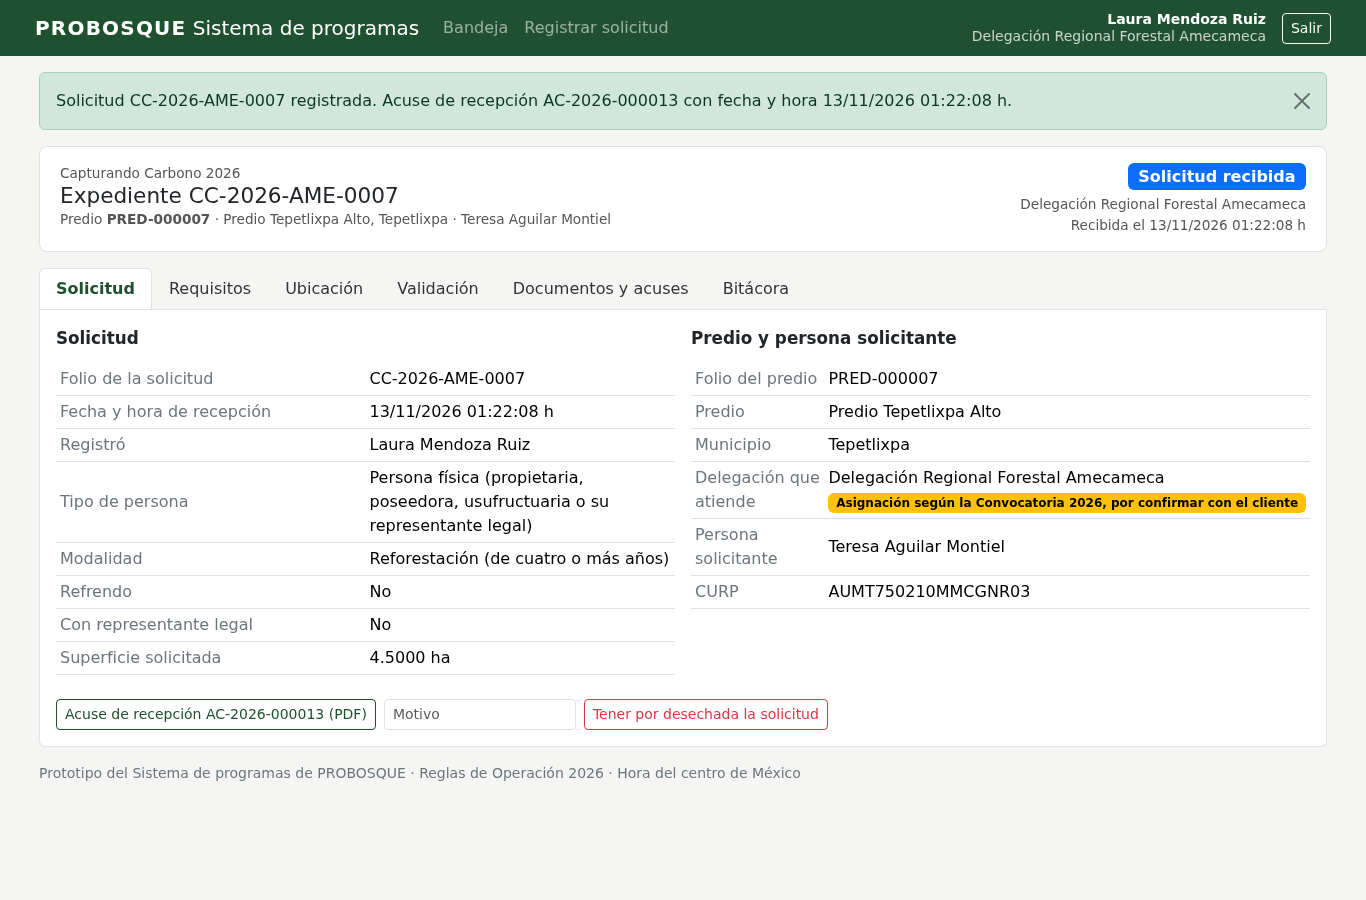 PROBOSQUE Sistema de programas
Bandeja
Registrar solicitud
Laura Mendoza Ruiz
Delegación Regional Forestal Amecameca
Salir
Solicitud CC-2026-AME-0007 registrada. Acuse de recepción AC-2026-000013 con fecha y hora 13/11/2026 01:22:08 h.
Capturando Carbono 2026
Expediente CC-2026-AME-0007
Predio PRED-000007 · Predio Tepetlixpa Alto, Tepetlixpa · Teresa Aguilar Montiel
Solicitud recibida
Delegación Regional Forestal Amecameca
Recibida el 13/11/2026 01:22:08 h
Solicitud
Requisitos
Ubicación
Validación
Documentos y acuses
Bitácora
Solicitud
Folio de la solicitud CC-2026-AME-0007
Fecha y hora de recepción 13/11/2026 01:22:08 h
Registró Laura Mendoza Ruiz
Tipo de persona
Persona física (propietaria,
poseedora, usufructuaria o su
representante legal)
Modalidad Reforestación (de cuatro o más años)
Refrendo No
Con representante legal No
Superficie solicitada 4.5000 ha
Predio y persona solicitante
Folio del predio PRED-000007
Predio Predio Tepetlixpa Alto
Municipio Tepetlixpa
Delegación que
atiende
Delegación Regional Forestal Amecameca
Asignación según la Convocatoria 2026, por confirmar con el cliente
Persona
solicitante
Teresa Aguilar Montiel
CURP AUMT750210MMCGNR03
Acuse de recepción AC-2026-000013 (PDF)
Motivo
Tener por desechada la solicitud
Prototipo del Sistema de programas de PROBOSQUE · Reglas de Operación 2026 · Hora del centro de México